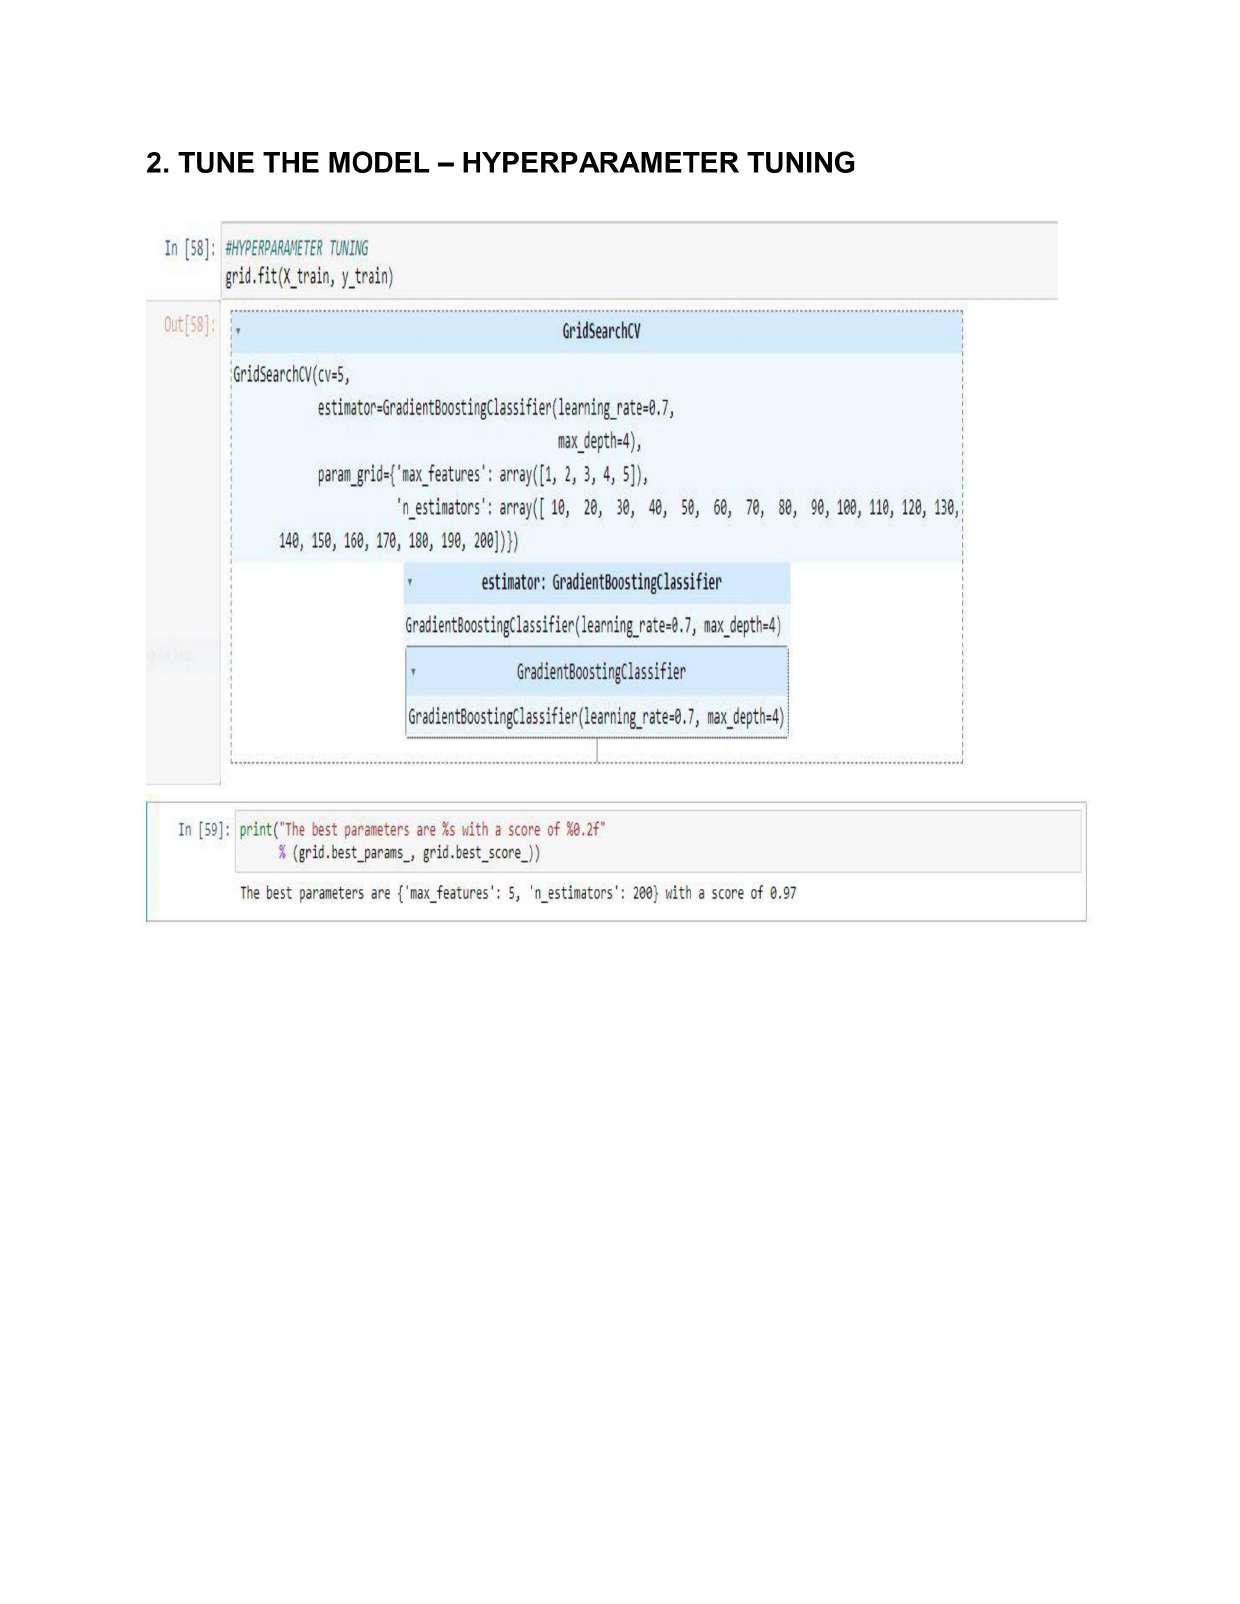 2. TUNE THE MODEL – HYPERPARAMETER TUNING
In [58]: #HYPERPARAMETER TUNING
grid.fit(X_train, y_train)
Out[58]:
▾ GridSearchCV
GridSearchCV(cv=5,
estimator=GradientBoostingClassifier(learning_rate=0.7,
max_depth=4),
param_grid={'max_features': array([1, 2, 3, 4, 5]),
'n_estimators': array([ 10, 20, 30, 40, 50, 60, 70, 80, 90, 100, 110, 120, 130,
140, 150, 160, 170, 180, 190, 200])})
▾ estimator: GradientBoostingClassifier
GradientBoostingClassifier(learning_rate=0.7, max_depth=4)
▾ GradientBoostingClassifier
GradientBoostingClassifier(learning_rate=0.7, max_depth=4)
In [59]: print("The best parameters are %s with a score of %0.2f"
% (grid.best_params_, grid.best_score_))
The best parameters are {'max_features': 5, 'n_estimators': 200} with a score of 0.97